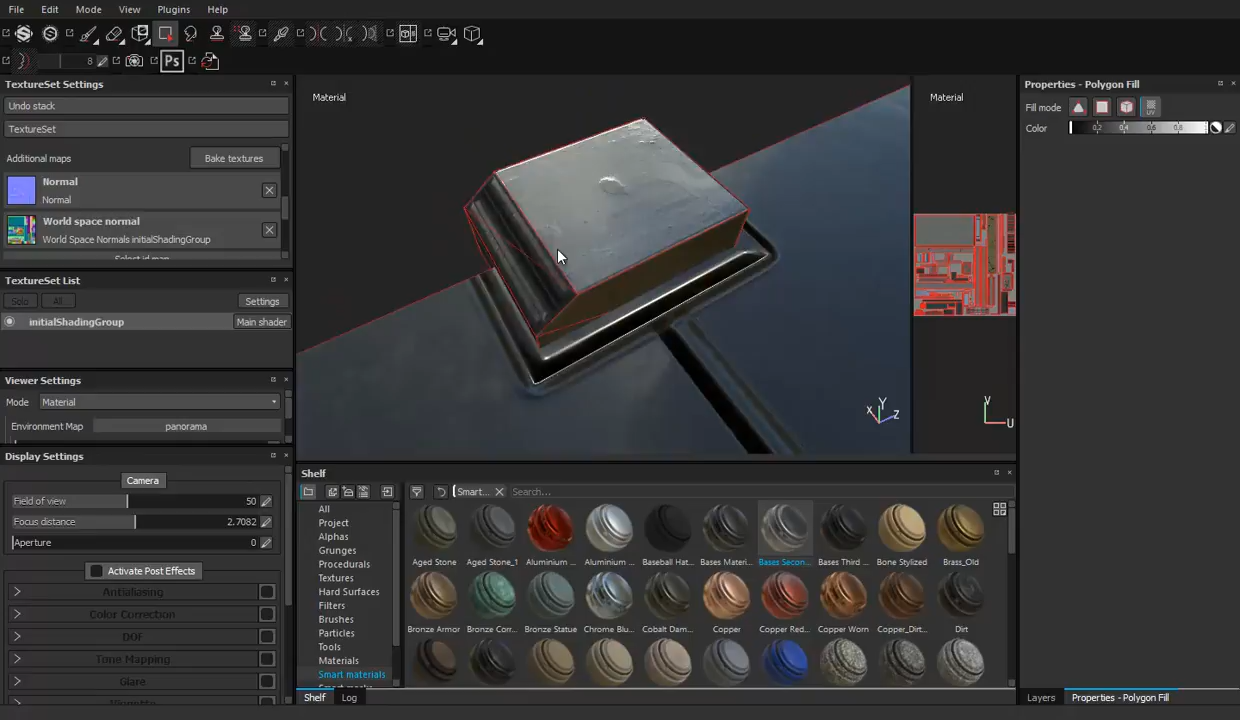 File Edit Mode View Plugins Help
8 Ps
TextureSet Settings
Undo stack
TextureSet
Additional maps Bake textures
Normal
Normal
World space normal
World Space Normals initialShadingGroup
Select id map
TextureSet List
Solo All Settings
initialShadingGroup Main shader
Viewer Settings
Mode Material
Environment Map panorama
Display Settings
Camera
Field of view 50
Focus distance 2.7082
Aperture 0
Activate Post Effects
Antialiasing
Color Correction
DOF
Tone Mapping
Glare
Vignette
Material
X Y Z
Material
V
U
Shelf
Smart... Search...
All
Project
Alphas
Grunges
Procedurals
Textures
Hard Surfaces
Filters
Brushes
Particles
Tools
Materials
Smart materials
Smart masks
Aged Stone Aged Stone_1 Aluminium ... Aluminium ... Baseball Hat... Bases Materi... Bases Secon... Bases Third ... Bone Stylized Brass_Old
Bronze Armor Bronze Corr... Bronze Statue Chrome Blu... Cobalt Dam... Copper Copper Red... Copper Worn Copper_Dirt... Dirt
Shelf Log
Properties - Polygon Fill
Fill mode UV
Color 0.2 0.4 0.6 0.8
Layers Properties - Polygon Fill